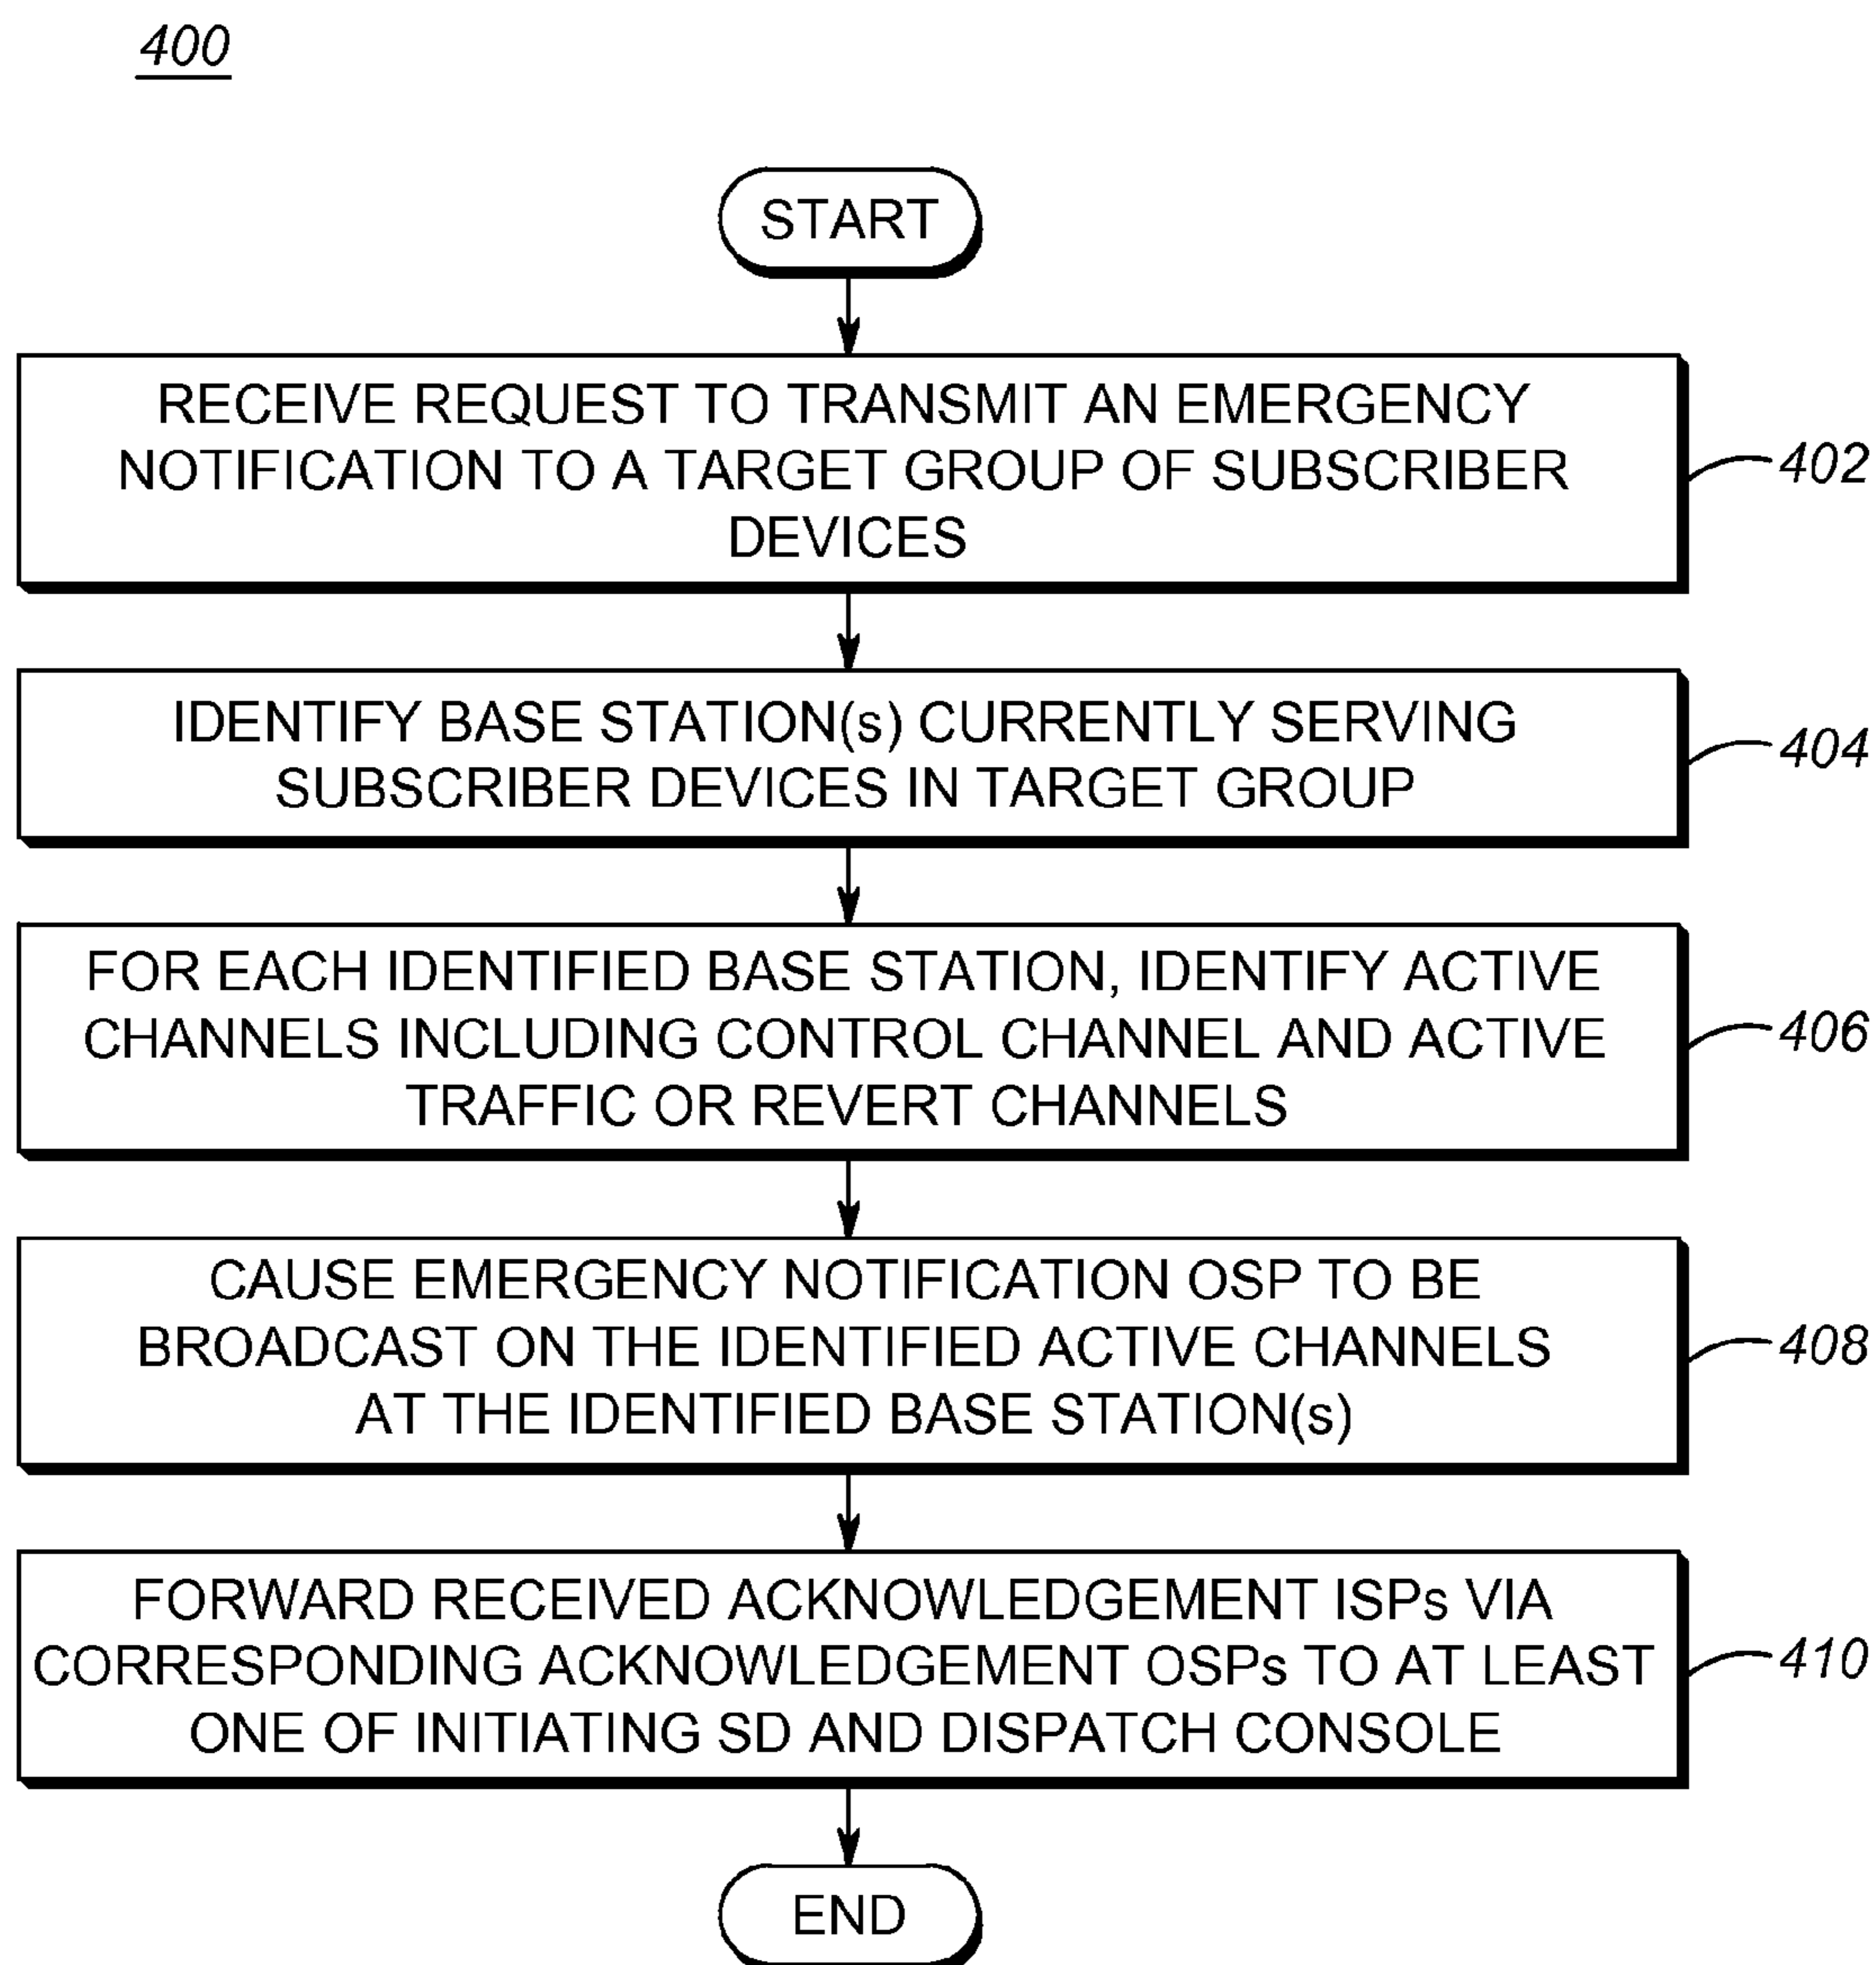 400
START
RECEIVE REQUEST TO TRANSMIT AN EMERGENCY
NOTIFICATION TO A TARGET GROUP OF SUBSCRIBER
DEVICES
402
IDENTIFY BASE STATION(s) CURRENTLY SERVING
SUBSCRIBER DEVICES IN TARGET GROUP
404
FOR EACH IDENTIFIED BASE STATION, IDENTIFY ACTIVE
CHANNELS INCLUDING CONTROL CHANNEL AND ACTIVE
TRAFFIC OR REVERT CHANNELS
406
CAUSE EMERGENCY NOTIFICATION OSP TO BE
BROADCAST ON THE IDENTIFIED ACTIVE CHANNELS
AT THE IDENTIFIED BASE STATION(s)
408
FORWARD RECEIVED ACKNOWLEDGEMENT ISPs VIA
CORRESPONDING ACKNOWLEDGEMENT OSPs TO AT LEAST
ONE OF INITIATING SD AND DISPATCH CONSOLE
410
END